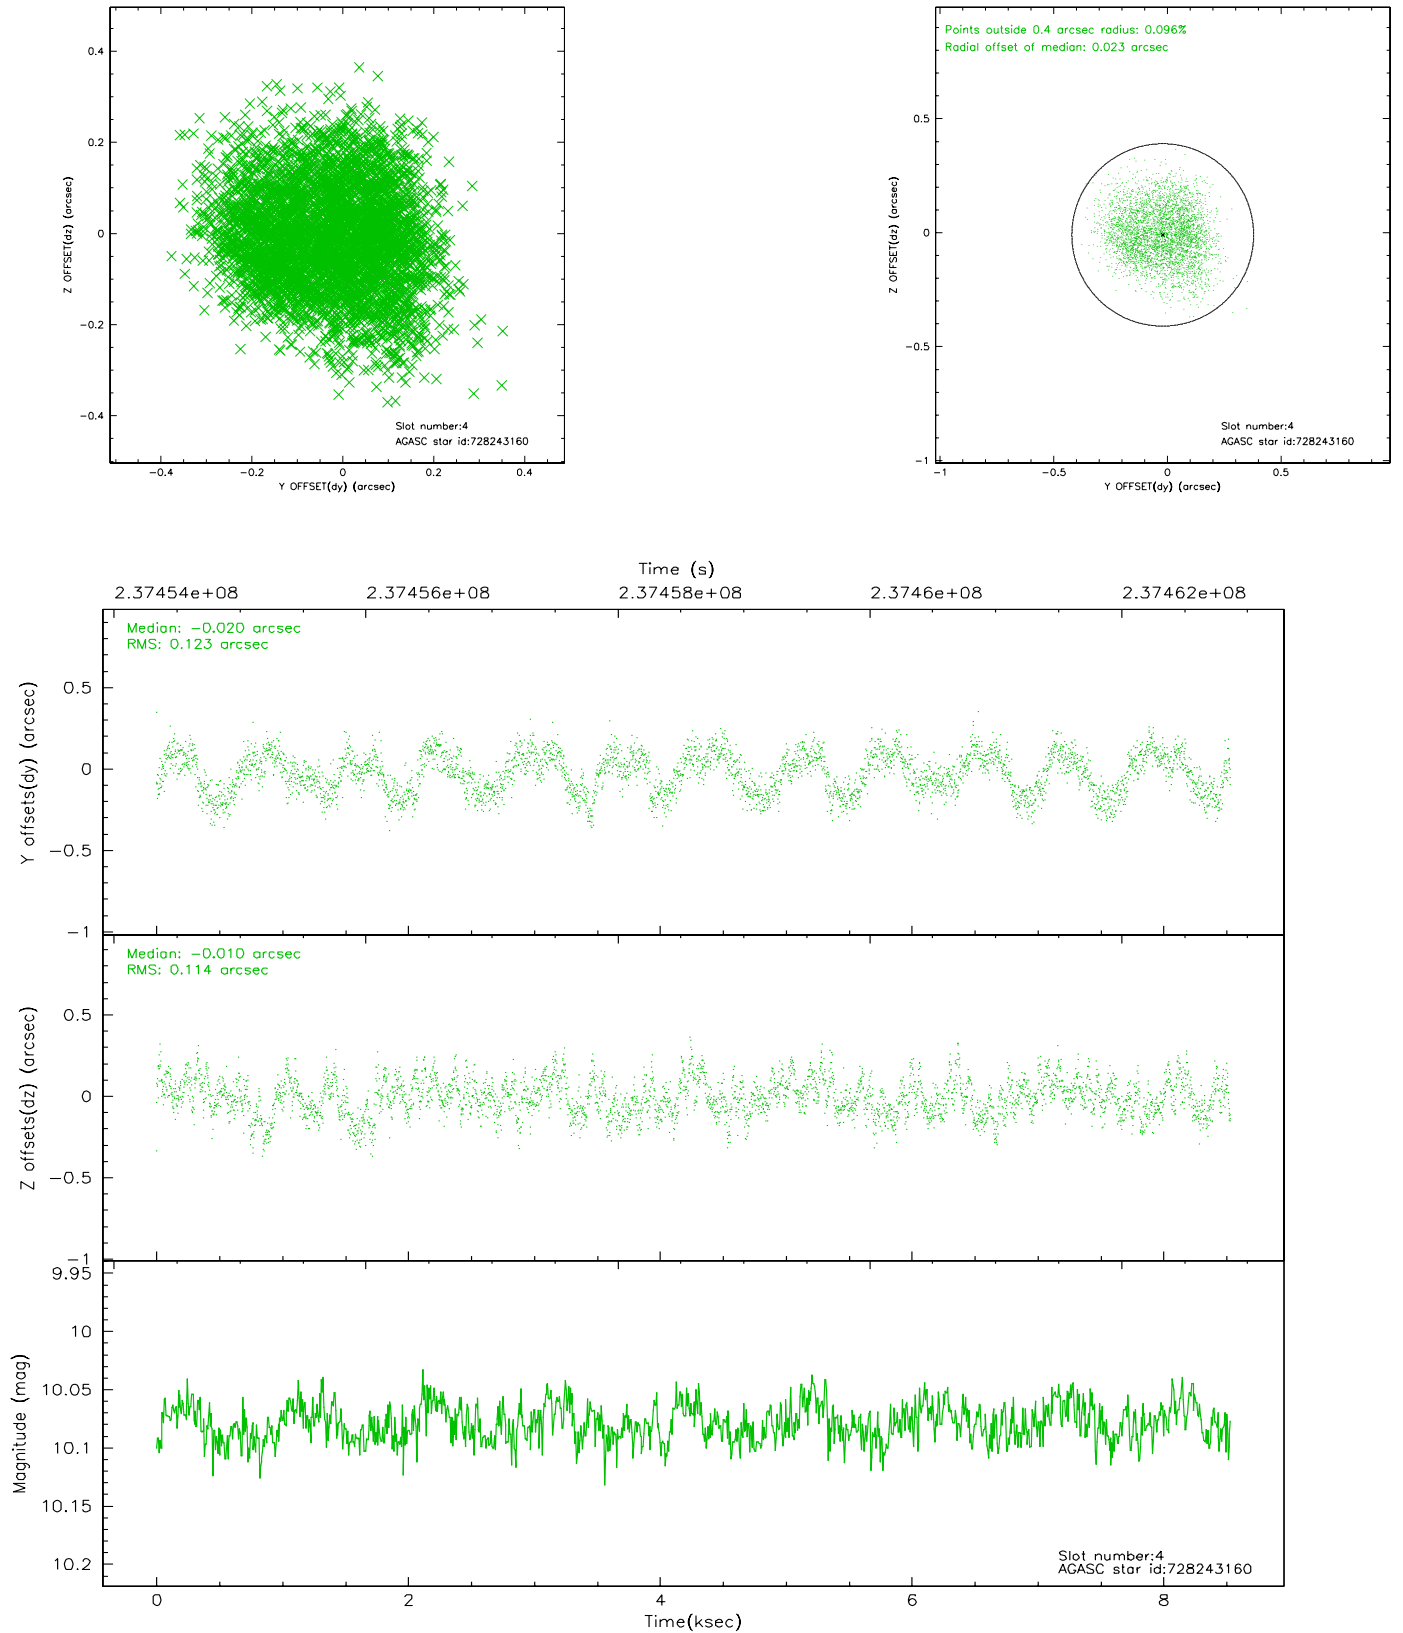 0.4
0.2
0
-0.2
-0.4
Z OFFSET(dz) (arcsec)
Slot number:4
AGASC star id:728243160
-0.4 -0.2 0 0.2 0.4
Y OFFSET(dy) (arcsec)
Points outside 0.4 arcsec radius: 0.096%
Radial offset of median: 0.023 arcsec
0.5
0
-0.5
-1
Z OFFSET(dz) (arcsec)
Slot number:4
AGASC star id:728243160
-1 -0.5 0 0.5
Y OFFSET(dy) (arcsec)
Time (s)
2.37454e+08 2.37456e+08 2.37458e+08 2.3746e+08 2.37462e+08
Median: -0.020 arcsec
RMS: 0.123 arcsec
0.5
0
-0.5
-1
Y offsets(dy) (arcsec)
Median: -0.010 arcsec
RMS: 0.114 arcsec
0.5
0
-0.5
-1
Z offsets(dz) (arcsec)
9.95
10
10.05
10.1
10.15
10.2
Magnitude (mag)
Slot number:4
AGASC star id:728243160
0 2 4 6 8
Time(ksec)